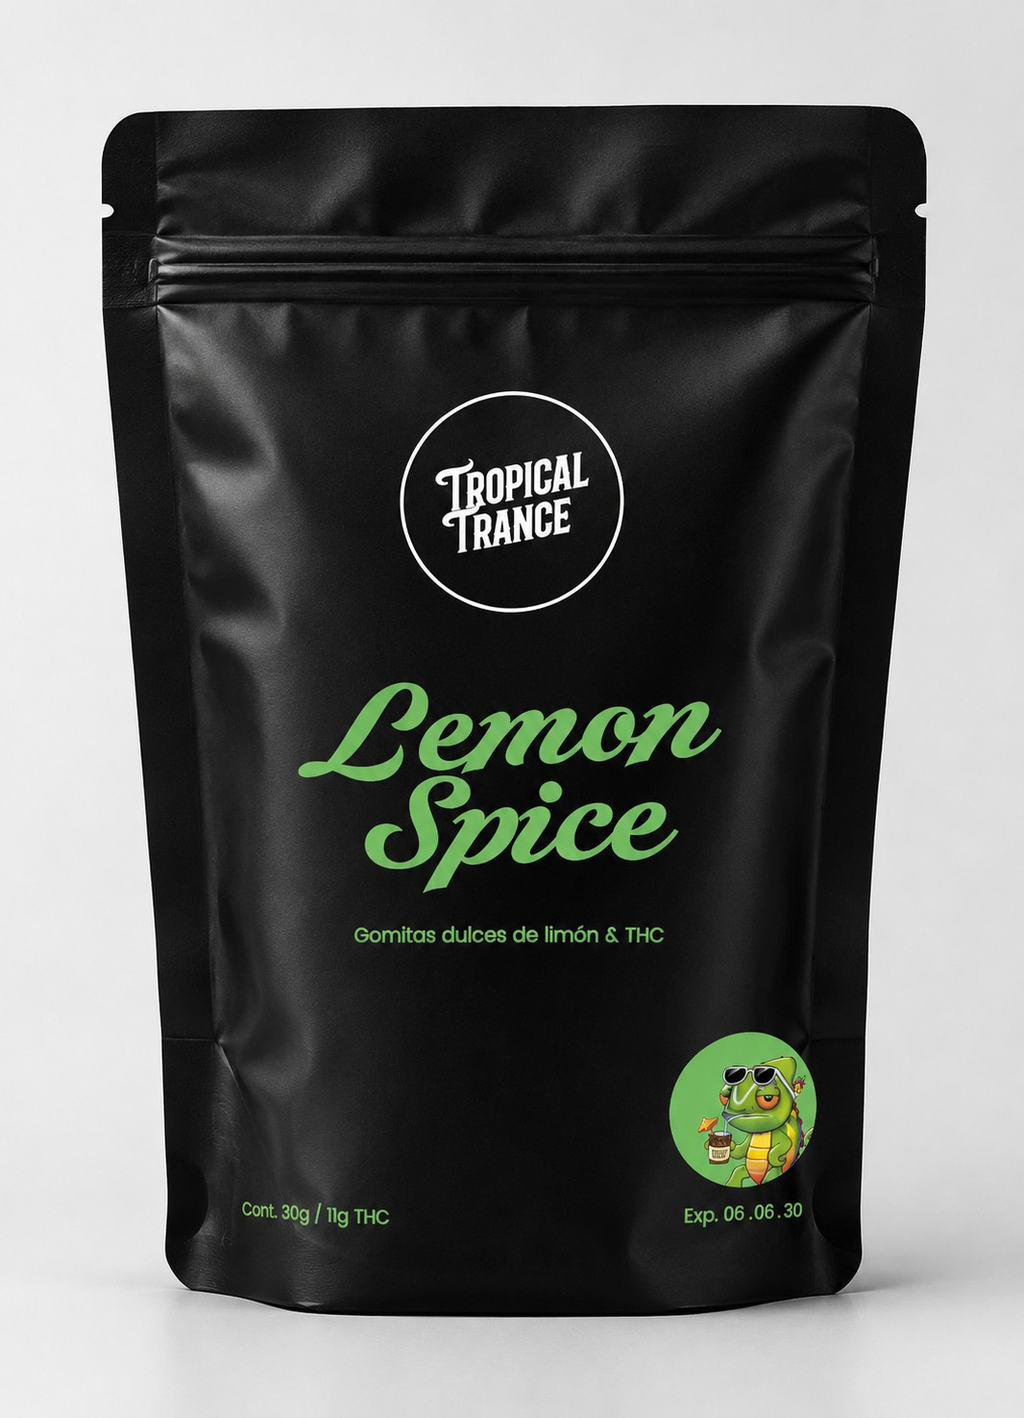 TROPICAL
TRANCE
Lemon
Spice
Gomitas dulces de limón & THC
Cont. 30g / 11g THC
Exp. 06.06.30